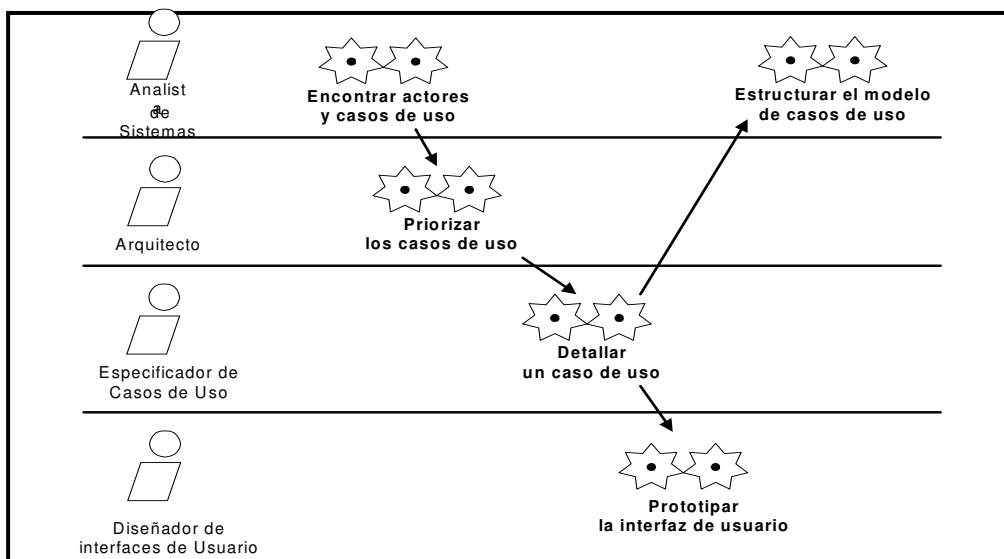 Analist
de
Sistemas
Encontrar actores
y casos de uso
Estructurar el modelo
de casos de uso
Arquitecto
Priorizar
los casos de uso
Especificador de
Casos de Uso
Detallar
un caso de uso
Diseñador de
interfaces de Usuario
Prototipar
la interfaz de usuario